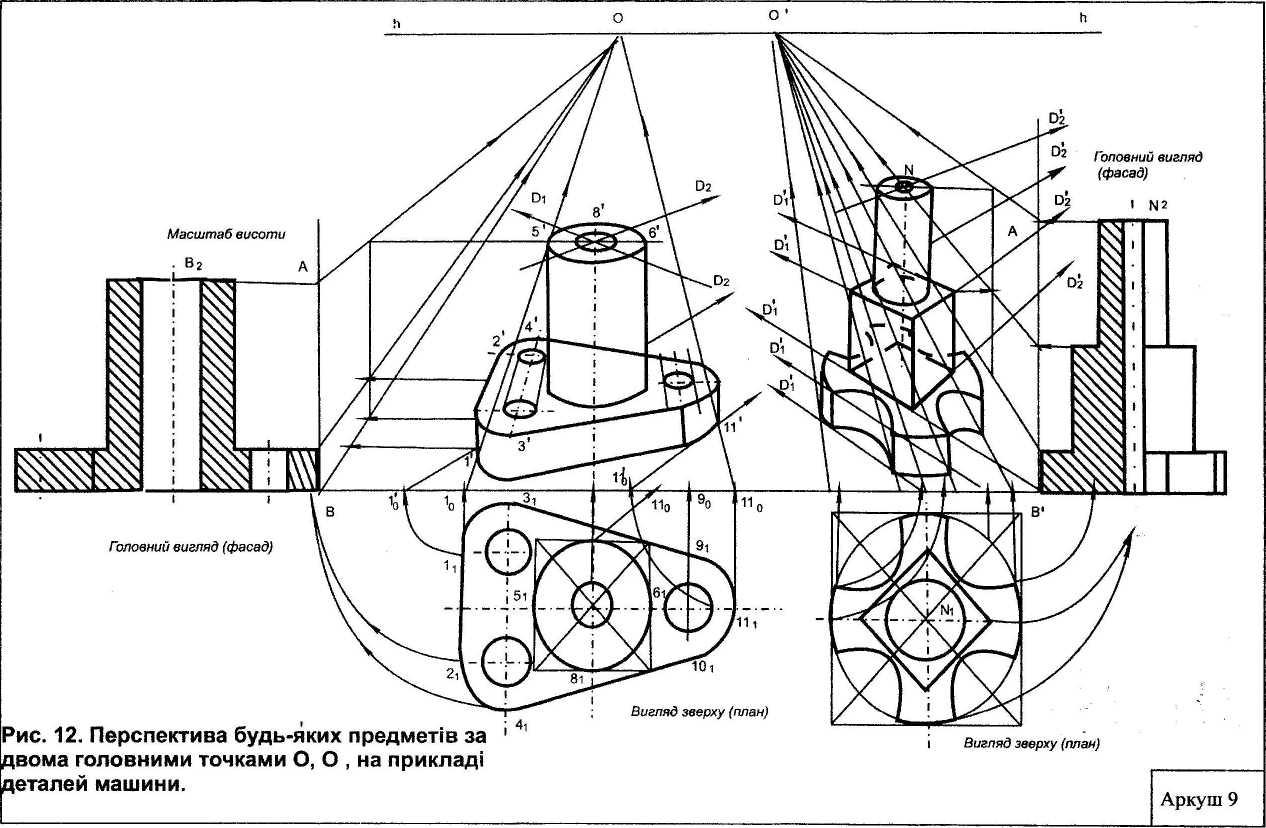 h O O' h
D'2
D'2
Головний вигляд
(фасад)
N
D1 D2 8' D'1 D'2 N2
Масштаб висоти 5' 6' D'1 A
B2 A D2 D'2
D'1
2' 4' D'1
D'1
3' 11'
1'
B 1'0 10 31 11'0 110 90 110 B'
Головний вигляд (фасад)
11 91
51 61 N1
111
21 81 101
41 Вигляд зверху (план)
Вигляд зверху (план)
Рис. 12. Перспектива будь-яких предметів за
двома головними точками О, О , на прикладі
деталей машини.
Аркуш 9